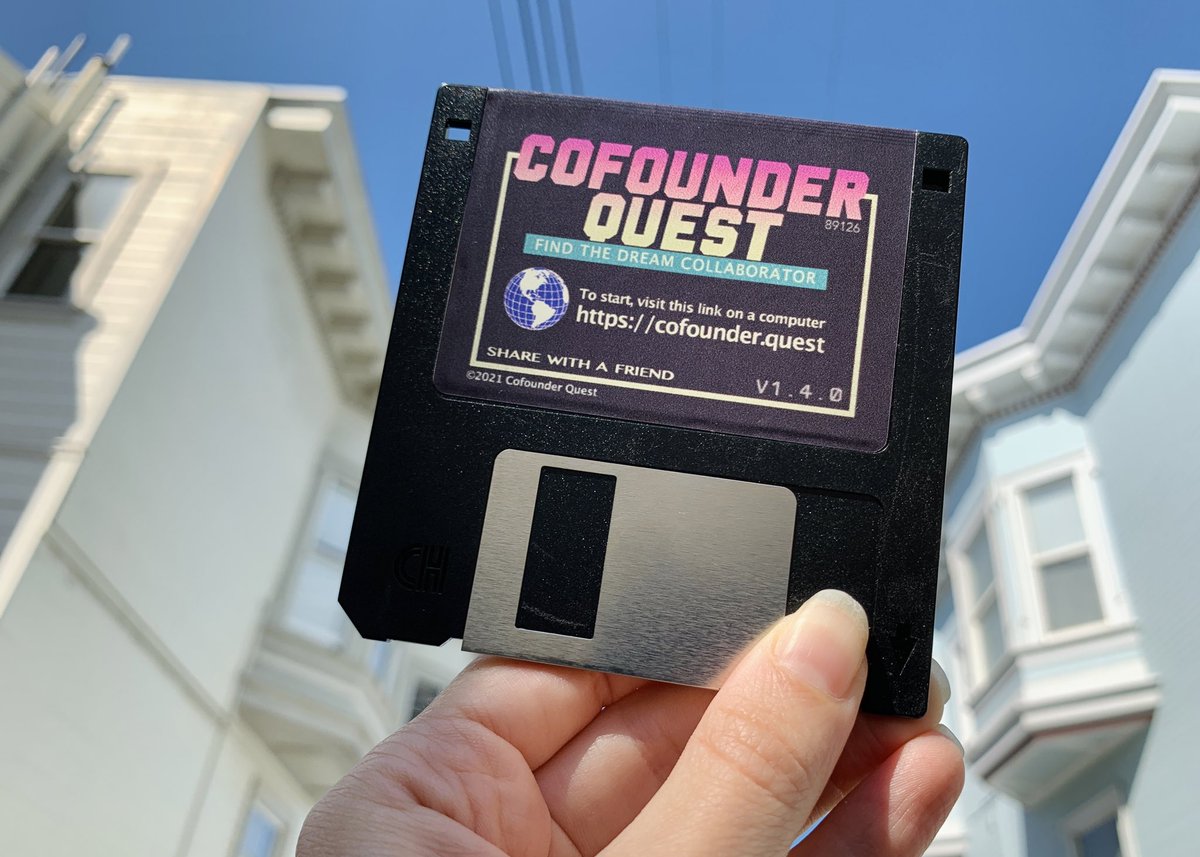 COFOUNDER
QUEST
89126
FIND THE DREAM COLLABORATOR
To start, visit this link on a computer
https://cofounder.quest
SHARE WITH A FRIEND
©2021 Cofounder Quest
V1.4.0
HD